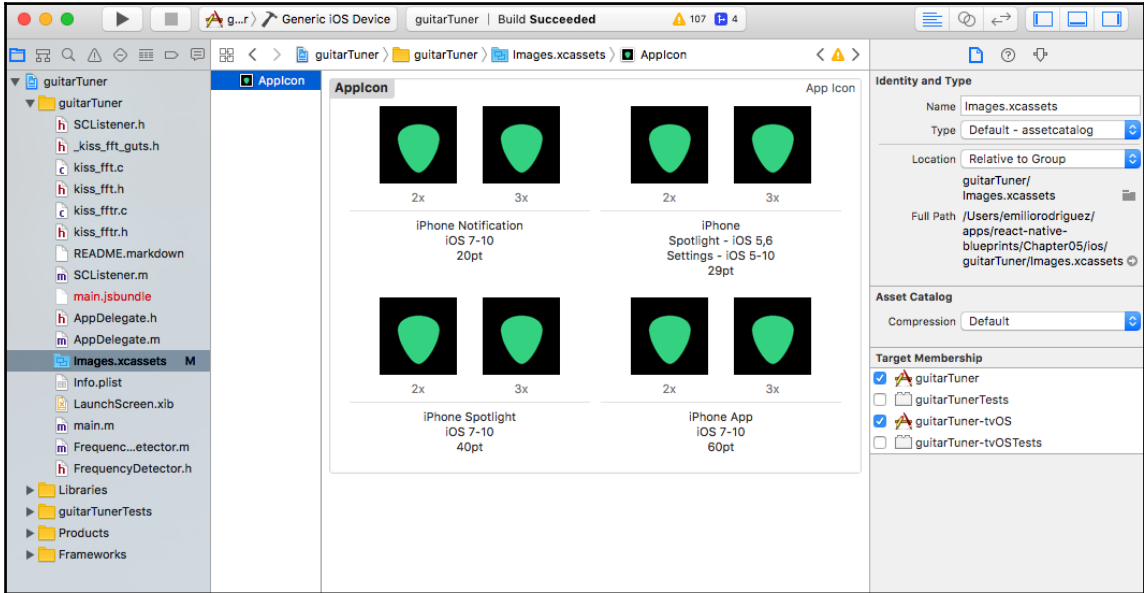 g...r Generic iOS Device guitarTuner | Build Succeeded 107 4
guitarTuner guitarTuner Images.xcassets AppIcon
guitarTuner
guitarTuner
SCListener.h
_kiss_fft_guts.h
kiss_fft.c
kiss_fft.h
kiss_fftr.c
kiss_fftr.h
README.markdown
SCListener.m
main.jsbundle
AppDelegate.h
AppDelegate.m
Images.xcassets M
Info.plist
LaunchScreen.xib
main.m
Frequenc...etector.m
FrequencyDetector.h
Libraries
guitarTunerTests
Products
Frameworks
AppIcon
AppIcon App Icon
2x 3x
iPhone Notification
iOS 7-10
20pt
2x 3x
iPhone
Spotlight - iOS 5,6
Settings - iOS 5-10
29pt
2x 3x
iPhone Spotlight
iOS 7-10
40pt
2x 3x
iPhone App
iOS 7-10
60pt
Identity and Type
Name Images.xcassets
Type Default - assetcatalog
Location Relative to Group
guitarTuner/
Images.xcassets
Full Path /Users/emiliorodriguez/
apps/react-native-
blueprints/Chapter05/ios/
guitarTuner/Images.xcassets
Asset Catalog
Compression Default
Target Membership
guitarTuner
guitarTunerTests
guitarTuner-tvOS
guitarTuner-tvOSTests